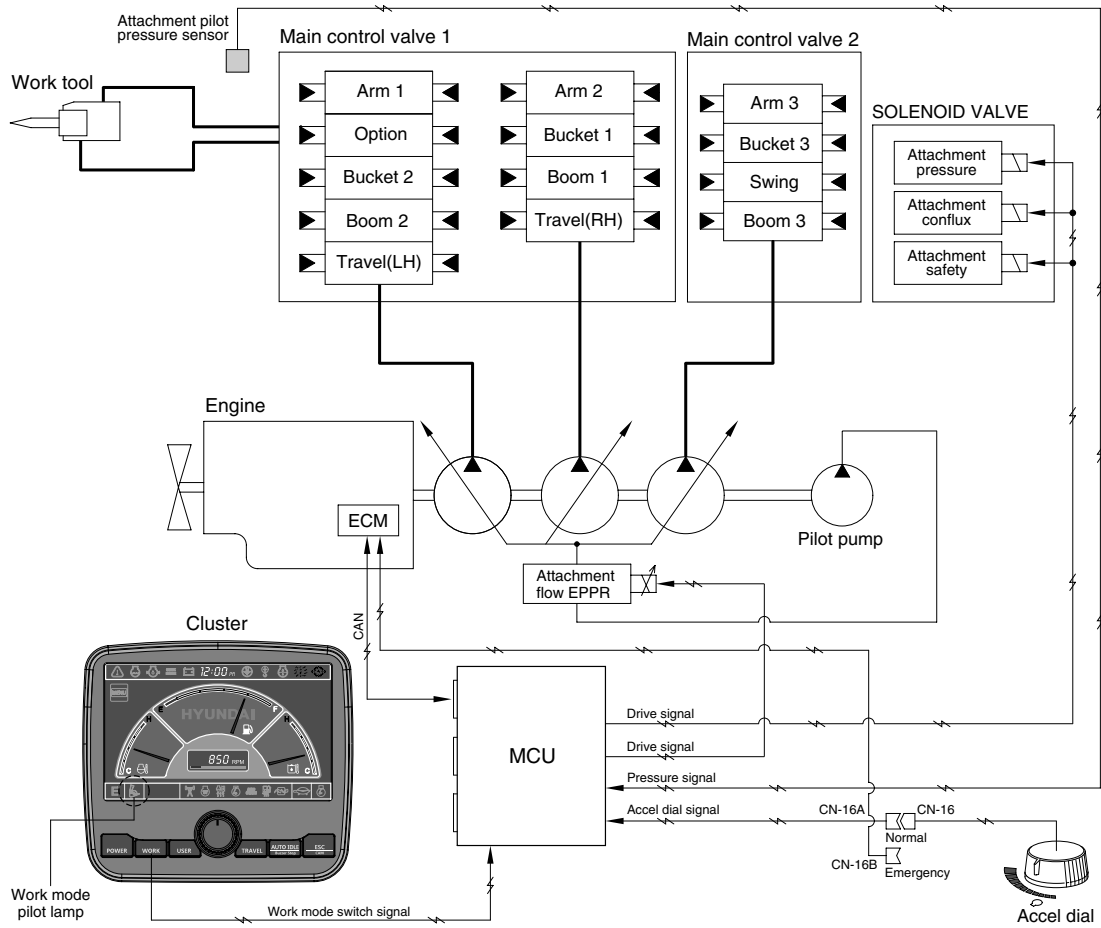 Attachment pilot
pressure sensor
Main control valve 1
Main control valve 2
Work tool
Arm 1
Option
Bucket 2
Boom 2
Travel(LH)
Arm 2
Bucket 1
Boom 1
Travel(RH)
Arm 3
Bucket 3
Swing
Boom 3
SOLENOID VALVE
Attachment
pressure
Attachment
conflux
Attachment
safety
Engine
ECM
Pilot pump
Attachment
flow EPPR
CAN
Cluster
12:00
E
F
H
H
HYUNDAI
850 RPM
C
C
E
POWER
WORK
USER
TRAVEL
AUTO IDLE
ESC
Work mode
pilot lamp
Work mode switch signal
MCU
Drive signal
Drive signal
Pressure signal
Accel dial signal
CN-16A
CN-16
Normal
CN-16B
Emergency
Accel dial